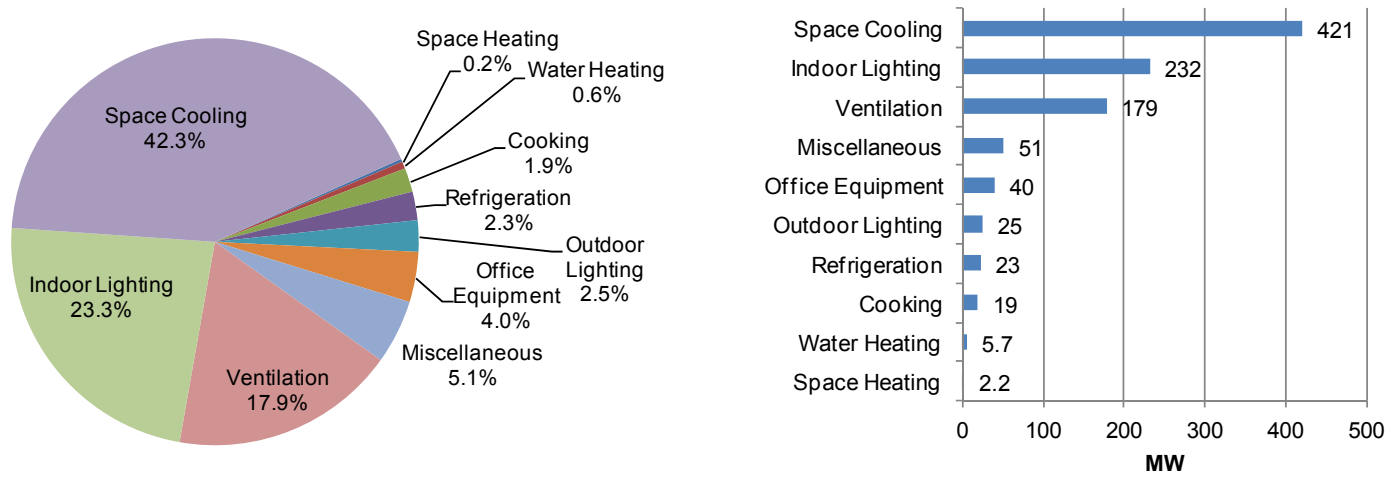 Space Heating
0.2%
Water Heating
0.6%
Space Cooling
42.3%
Cooking
1.9%
Refrigeration
2.3%
Outdoor
Lighting
2.5%
Office
Equipment
4.0%
Indoor Lighting
23.3%
Miscellaneous
5.1%
Ventilation
17.9%
Space Cooling 421
Indoor Lighting 232
Ventilation 179
Miscellaneous 51
Office Equipment 40
Outdoor Lighting 25
Refrigeration 23
Cooking 19
Water Heating 5.7
Space Heating 2.2
0 100 200 300 400 500
MW